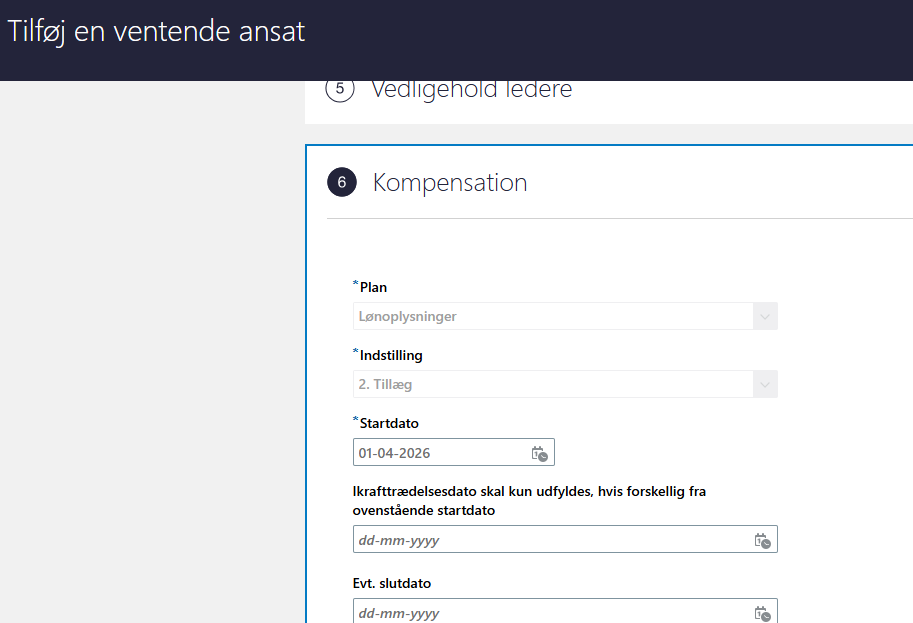 Tilføj en ventende ansat
5 Vedligehold ledere
6 Kompensation
*Plan
Lønoplysninger
*Indstilling
2. Tillæg
*Startdato
01-04-2026
Ikrafttrædelsesdato skal kun udfyldes, hvis forskellig fra
ovenstående startdato
dd-mm-yyyy
Evt. slutdato
dd-mm-yyyy